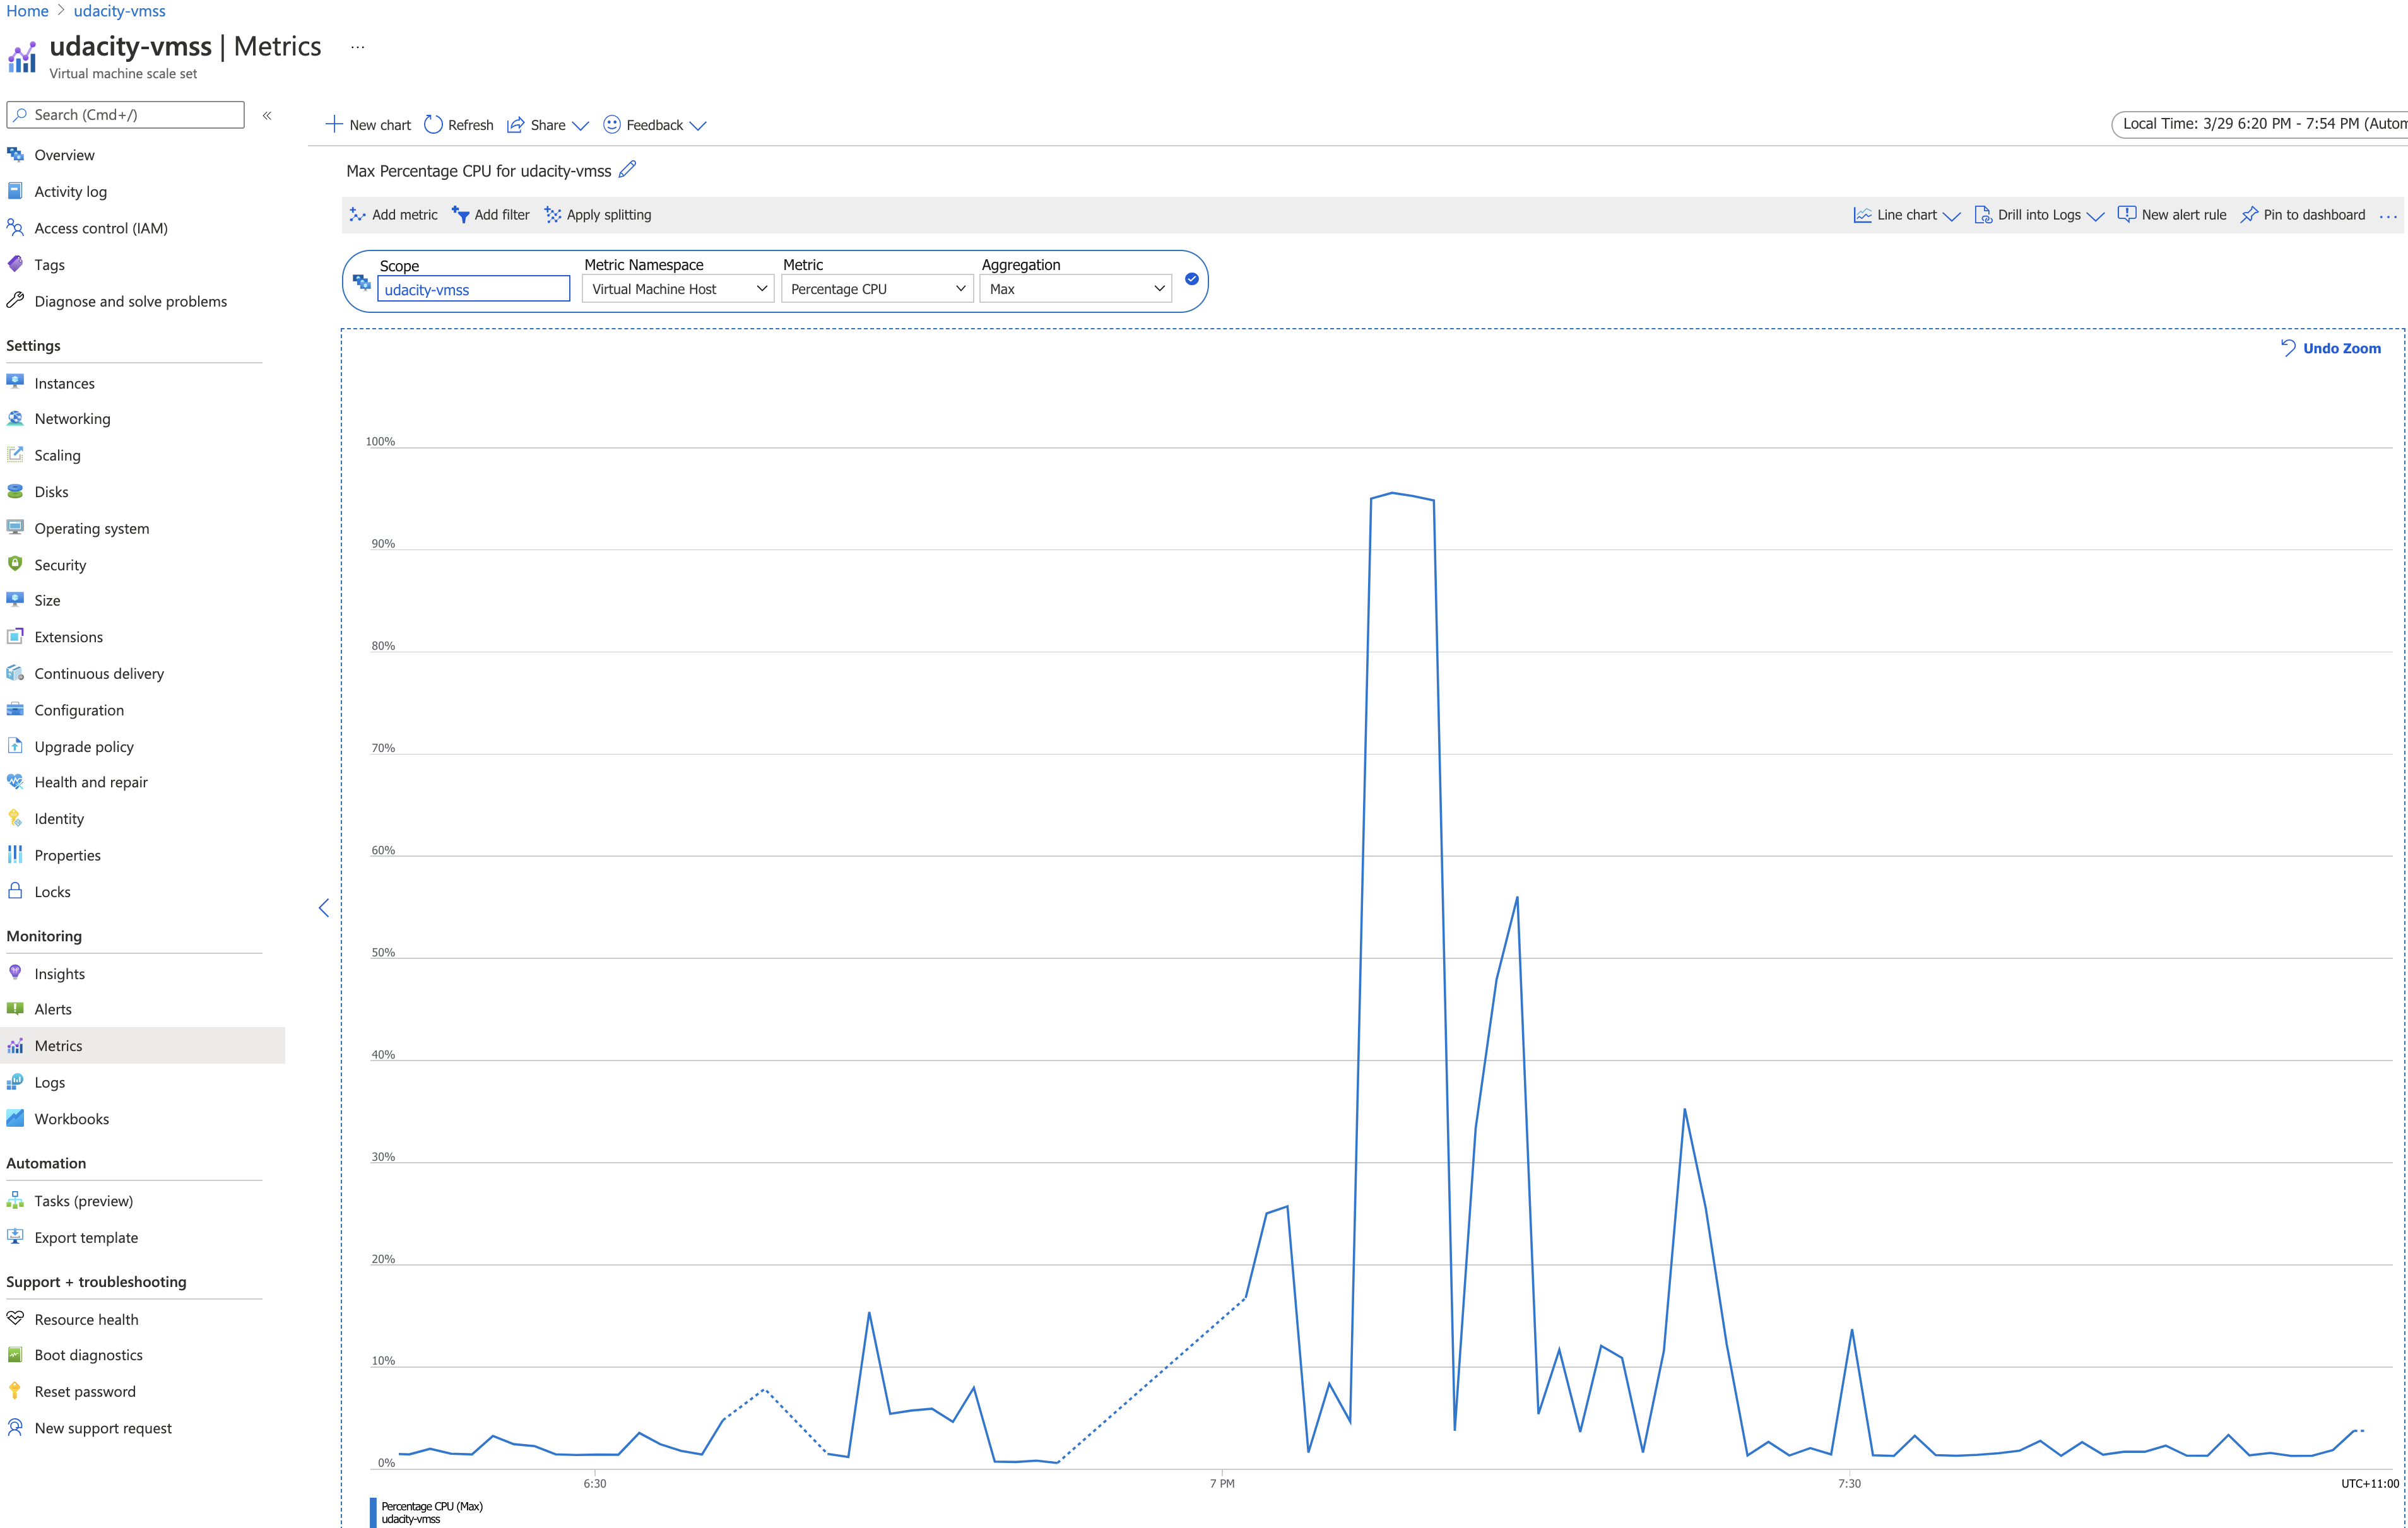 Home > udacity-vmss
udacity-vmss | Metrics ...
Virtual machine scale set
Search (Cmd+/) «
Overview
Activity log
Access control (IAM)
Tags
Diagnose and solve problems
Settings
Instances
Networking
Scaling
Disks
Operating system
Security
Size
Extensions
Continuous delivery
Configuration
Upgrade policy
Health and repair
Identity
Properties
Locks
Monitoring
Insights
Alerts
Metrics
Logs
Workbooks
Automation
Tasks (preview)
Export template
Support + troubleshooting
Resource health
Boot diagnostics
Reset password
New support request
New chart Refresh Share Feedback
Local Time: 3/29 6:20 PM - 7:54 PM (Autom
Max Percentage CPU for udacity-vmss
Add metric Add filter Apply splitting
Line chart Drill into Logs New alert rule Pin to dashboard ...
Scope Metric Namespace Metric Aggregation
udacity-vmss Virtual Machine Host Percentage CPU Max
Undo Zoom
100%
90%
80%
70%
60%
50%
40%
30%
20%
10%
0%
6:30 7 PM 7:30 UTC+11:00
Percentage CPU (Max)
udacity-vmss